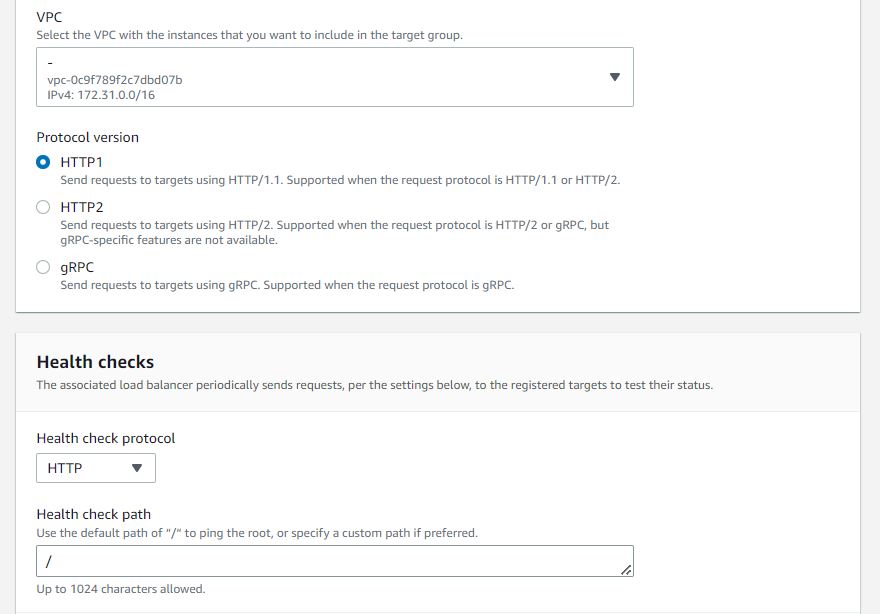 VPC
Select the VPC with the instances that you want to include in the target group.
-
vpc-0c9f789f2c7dbd07b
IPv4: 172.31.0.0/16
Protocol version
HTTP1
Send requests to targets using HTTP/1.1. Supported when the request protocol is HTTP/1.1 or HTTP/2.
HTTP2
Send requests to targets using HTTP/2. Supported when the request protocol is HTTP/2 or gRPC, but
gRPC-specific features are not available.
gRPC
Send requests to targets using gRPC. Supported when the request protocol is gRPC.
Health checks
The associated load balancer periodically sends requests, per the settings below, to the registered targets to test their status.
Health check protocol
HTTP
Health check path
Use the default path of "/" to ping the root, or specify a custom path if preferred.
/
Up to 1024 characters allowed.